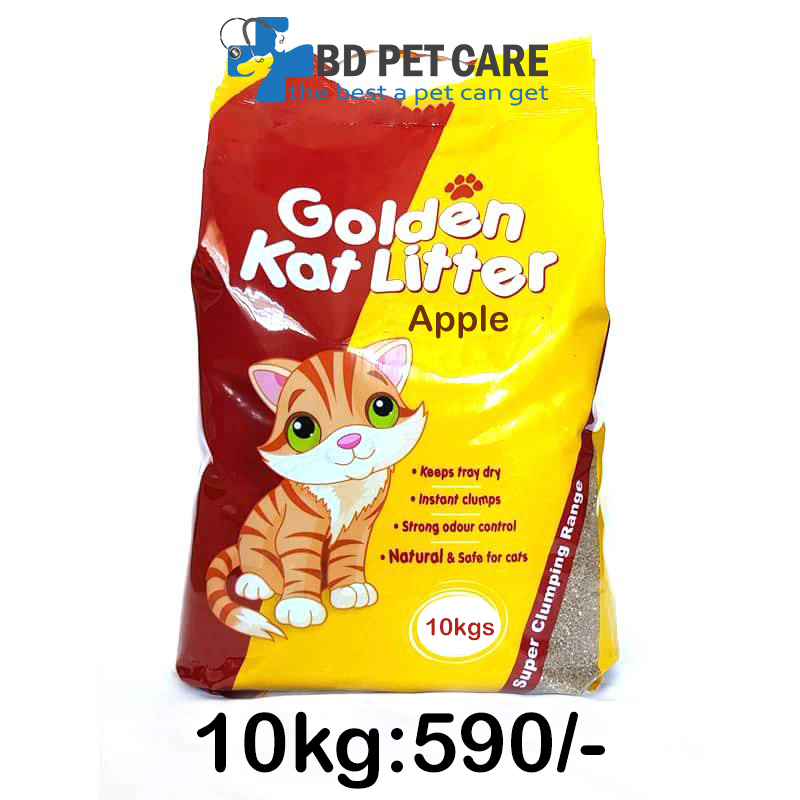 BD PET CARE
the best a pet can get
Golden
Kat Litter
Apple
• Keeps tray dry
• Instant clumps
• Strong odour control
• Natural & Safe for cats
10kgs
Super Clumping Range
10kg:590/-